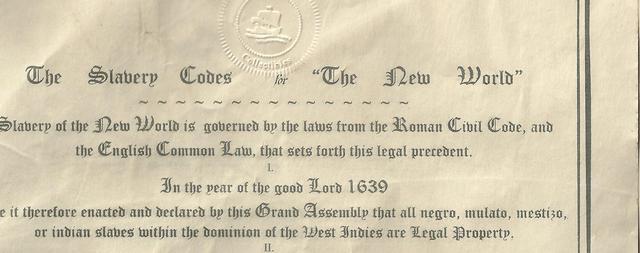 Collectibles
The Slavery Codes for "The New World"
~ ~ ~ ~ ~ ~ ~ ~ ~ ~ ~ ~ ~ ~ ~
Slavery of the New World is governed by the laws from the Roman Civil Code, and
the English Common Law, that sets forth this legal precedent.
I.
In the year of the good Lord 1639
e it therefore enacted and declared by this Grand Assembly that all negro, mulato, mestizo,
or indian slaves within the dominion of the West Indies are Legal Property.
II.